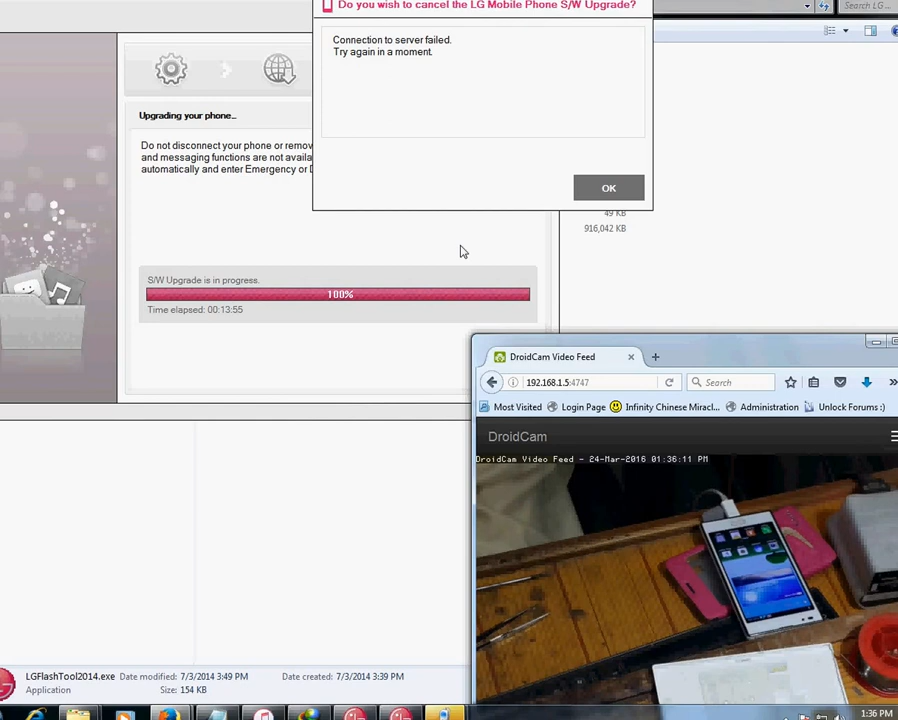 Search LG ...
Do you wish to cancel the LG Mobile Phone S/W Upgrade?
Connection to server failed.
Try again in a moment.
OK
Upgrading your phone...
Do not disconnect your phone or remov
and messaging functions are not availa
automatically and enter Emergency or D
49 KB
916,042 KB
S/W Upgrade is in progress.
100%
Time elapsed: 00:13:55
DroidCam Video Feed
192.168.1.5:4747
Search
Most Visited
Login Page
Infinity Chinese Miracl...
Administration
Unlock Forums :)
DroidCam
DroidCam Video Feed - 24-Mar-2016 01:36:11 PM
LGFlashTool2014.exe
Date modified: 7/3/2014 3:49 PM
Date created: 7/3/2014 3:39 PM
Application
Size: 154 KB
1:36 PM